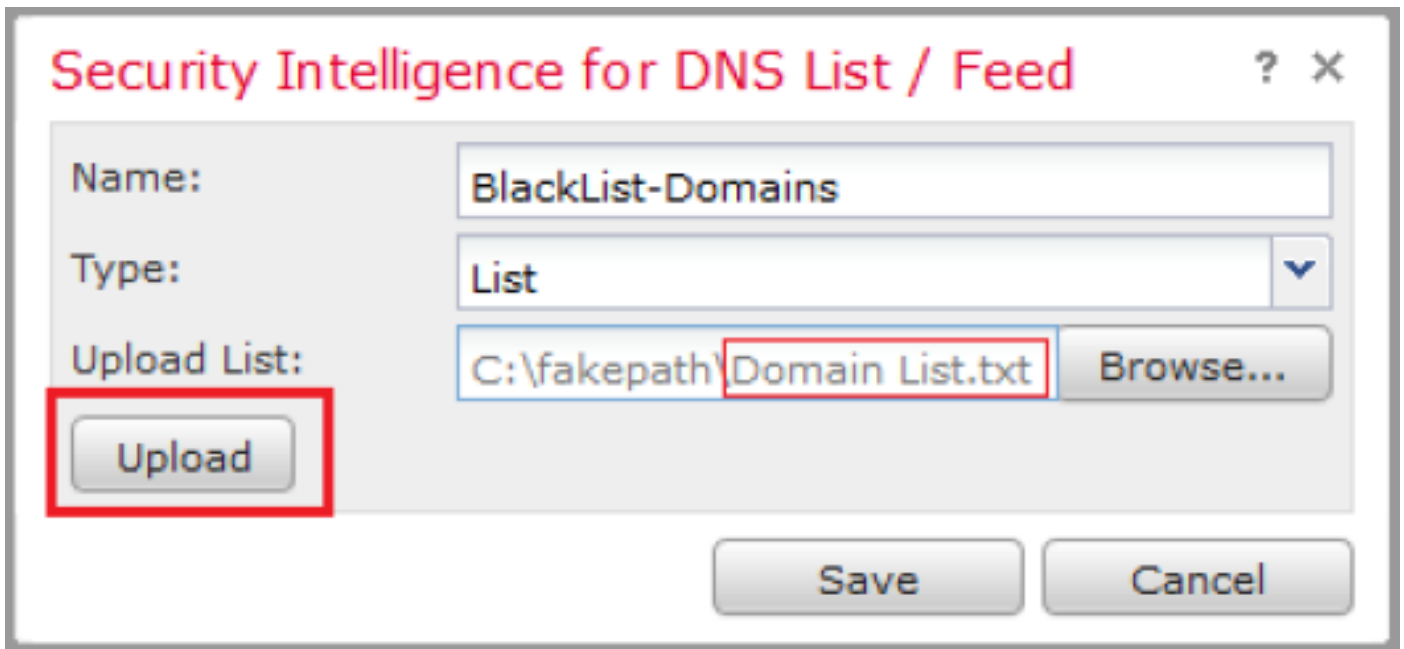 Security Intelligence for DNS List / Feed ? ×
Name: BlackList-Domains
Type: List
Upload List: C:\fakepath\Domain List.txt Browse...
Upload
Save Cancel